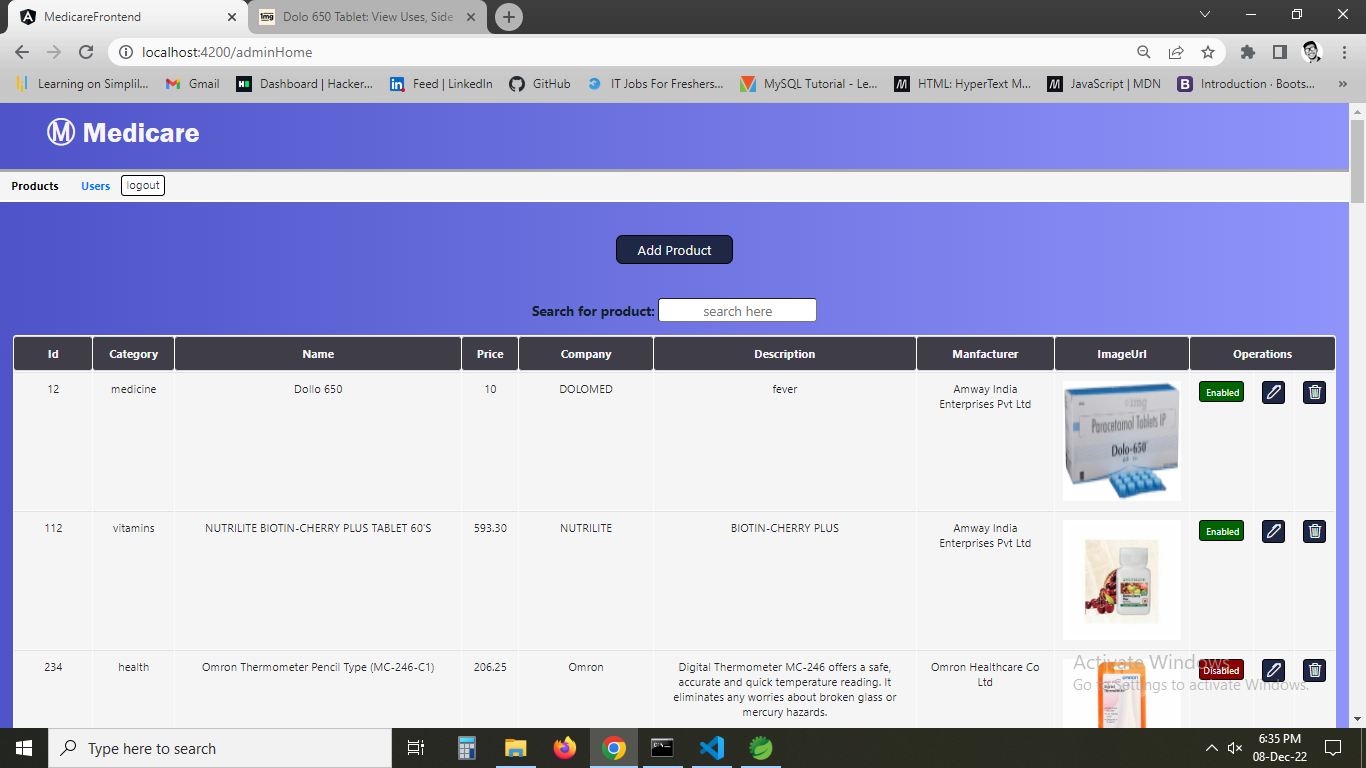 MedicareFrontend
1mg Dolo 650 Tablet: View Uses, Side
localhost:4200/adminHome
Learning on Simplil... Gmail Dashboard | Hacker... Feed | LinkedIn GitHub IT Jobs For Freshers... MySQL Tutorial - Le... HTML: HyperText M... JavaScript | MDN Introduction · Boots... »
M Medicare
Products Users logout
Add Product
Search for product: search here
Id Category Name Price Company Description Manfacturer ImageUrl Operations
12 medicine Dollo 650 10 DOLOMED fever Amway India Enabled
Enterprises Pvt Ltd
Paracetamol Tablets IP
Dolo-650
112 vitamins NUTRILITE BIOTIN-CHERRY PLUS TABLET 60'S 593.30 NUTRILITE BIOTIN-CHERRY PLUS Amway India Enabled
Enterprises Pvt Ltd
234 health Omron Thermometer Pencil Type (MC-246-C1) 206.25 Omron Digital Thermometer MC-246 offers a safe, Omron Healthcare Co Disabled
accurate and quick temperature reading. It Ltd
eliminates any worries about broken glass or
mercury hazards.
Activate Windows
Go to Settings to activate Windows.
Type here to search
6:35 PM
08-Dec-22